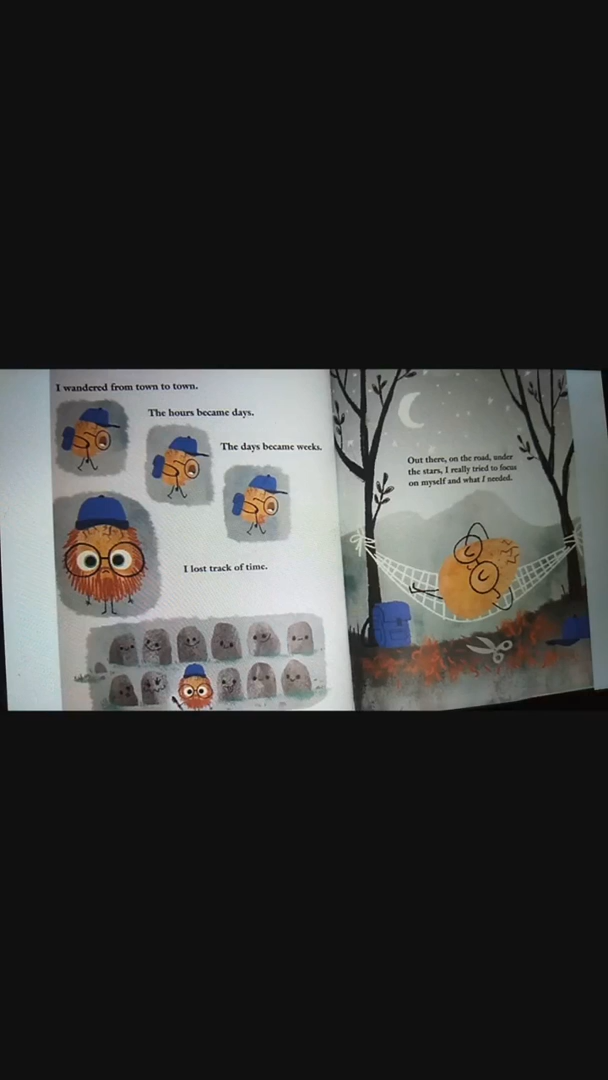 I wandered from town to town.
The hours became days.
The days became weeks.
I lost track of time.
Out there, on the road, under
the stars, I really tried to focus
on myself and what I needed.